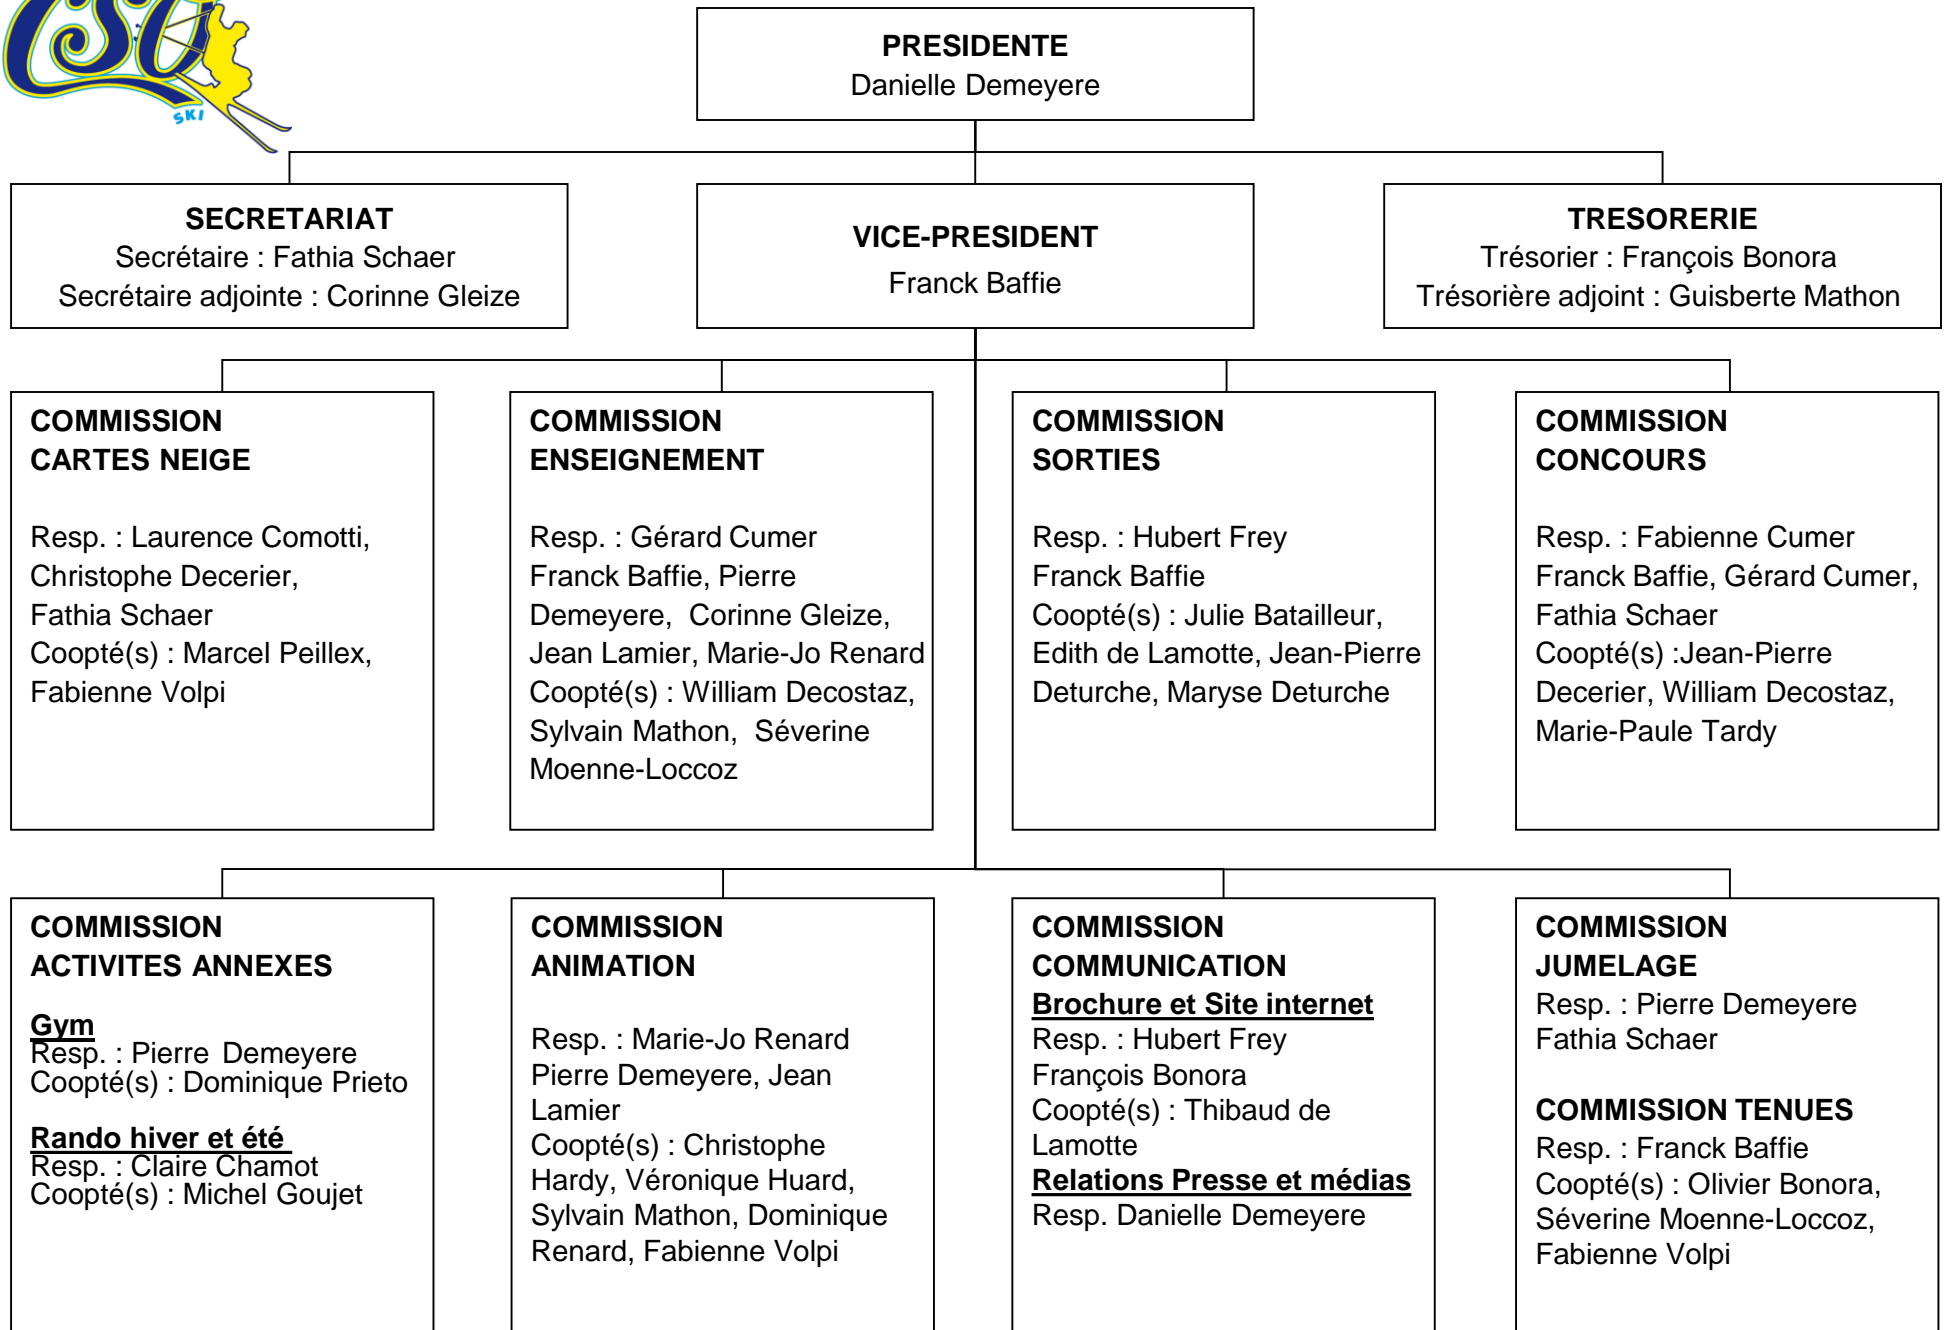 CSO
SKI
PRESIDENTE
Danielle Demeyere
SECRETARIAT
Secrétaire : Fathia Schaer
Secrétaire adjointe : Corinne Gleize
VICE-PRESIDENT
Franck Baffie
TRESORERIE
Trésorier : François Bonora
Trésorière adjoint : Guisberte Mathon
COMMISSION
CARTES NEIGE
Resp. : Laurence Comotti,
Christophe Decerier,
Fathia Schaer
Coopté(s) : Marcel Peillex,
Fabienne Volpi
COMMISSION
ENSEIGNEMENT
Resp. : Gérard Cumer
Franck Baffie, Pierre
Demeyere, Corinne Gleize,
Jean Lamier, Marie-Jo Renard
Coopté(s) : William Decostaz,
Sylvain Mathon, Séverine
Moenne-Loccoz
COMMISSION
SORTIES
Resp. : Hubert Frey
Franck Baffie
Coopté(s) : Julie Batailleur,
Edith de Lamotte, Jean-Pierre
Deturche, Maryse Deturche
COMMISSION
CONCOURS
Resp. : Fabienne Cumer
Franck Baffie, Gérard Cumer,
Fathia Schaer
Coopté(s) :Jean-Pierre
Decerier, William Decostaz,
Marie-Paule Tardy
COMMISSION
ACTIVITES ANNEXES
Gym
Resp. : Pierre Demeyere
Coopté(s) : Dominique Prieto
Rando hiver et été
Resp. : Claire Chamot
Coopté(s) : Michel Goujet
COMMISSION
ANIMATION
Resp. : Marie-Jo Renard
Pierre Demeyere, Jean
Lamier
Coopté(s) : Christophe
Hardy, Véronique Huard,
Sylvain Mathon, Dominique
Renard, Fabienne Volpi
COMMISSION
COMMUNICATION
Brochure et Site internet
Resp. : Hubert Frey
François Bonora
Coopté(s) : Thibaud de
Lamotte
Relations Presse et médias
Resp. Danielle Demeyere
COMMISSION
JUMELAGE
Resp. : Pierre Demeyere
Fathia Schaer
COMMISSION TENUES
Resp. : Franck Baffie
Coopté(s) : Olivier Bonora,
Séverine Moenne-Loccoz,
Fabienne Volpi